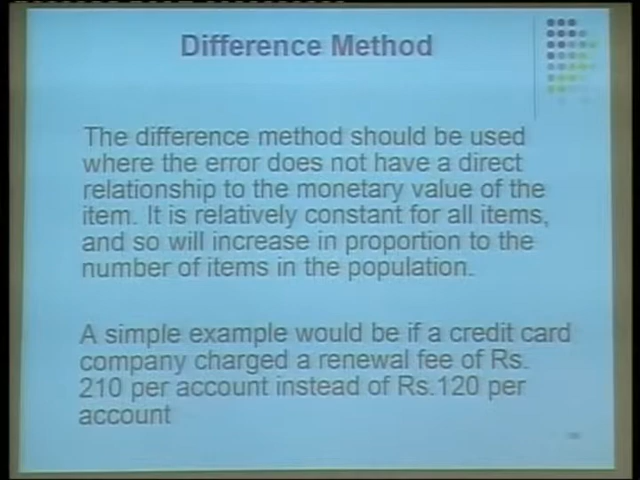 Difference Method
The difference method should be used
where the error does not have a direct
relationship to the monetary value of the
item. It is relatively constant for all items,
and so will increase in proportion to the
number of items in the population.
A simple example would be if a credit card
company charged a renewal fee of Rs.
210 per account instead of Rs.120 per
account